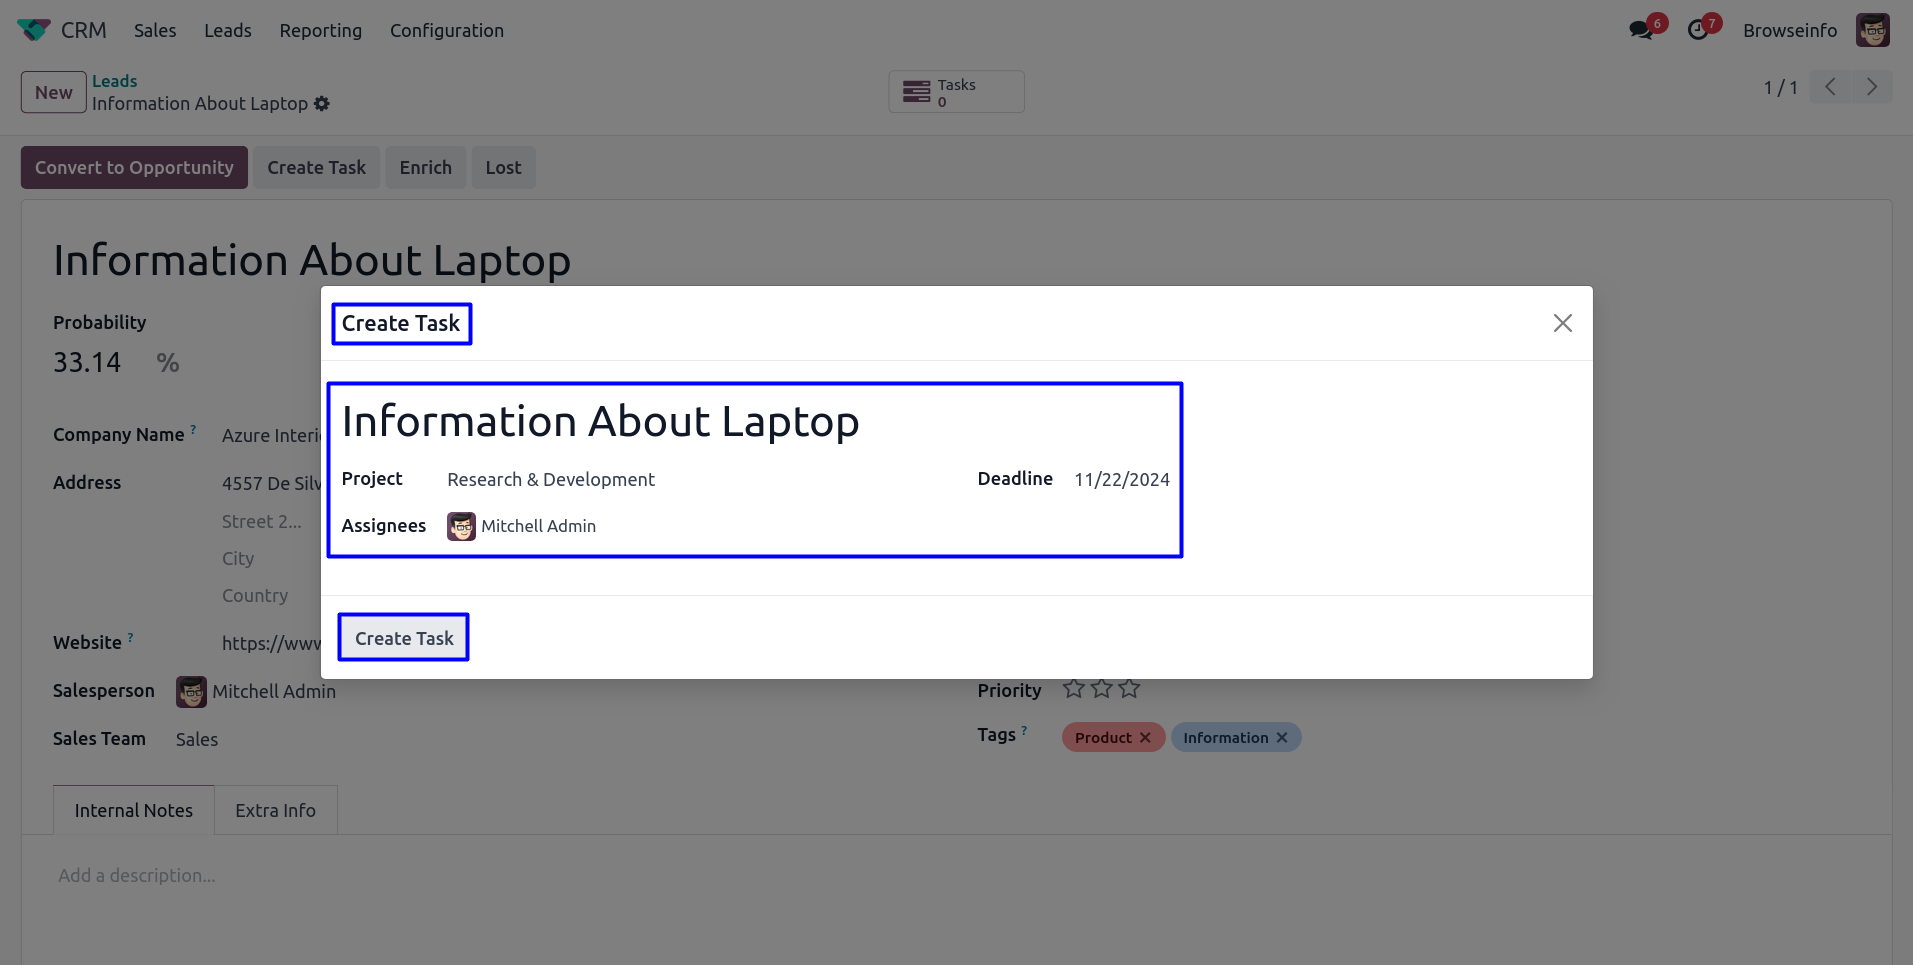 CRM Sales Leads Reporting Configuration 6 7 Browseinfo
New Leads
Information About Laptop
Tasks
0
1 / 1
Convert to Opportunity Create Task Enrich Lost
Information About Laptop
Probability
33.14 %
Company Name ? Azure
Address 4557 De
Street 2...
City
Country
Website ? https://www
Salesperson Mitchell Admin
Sales Team Sales
Priority
Tags ? Product Information
Internal Notes Extra Info
Add a description...
Create Task
Information About Laptop
Project Research & Development Deadline 11/22/2024
Assignees Mitchell Admin
Create Task